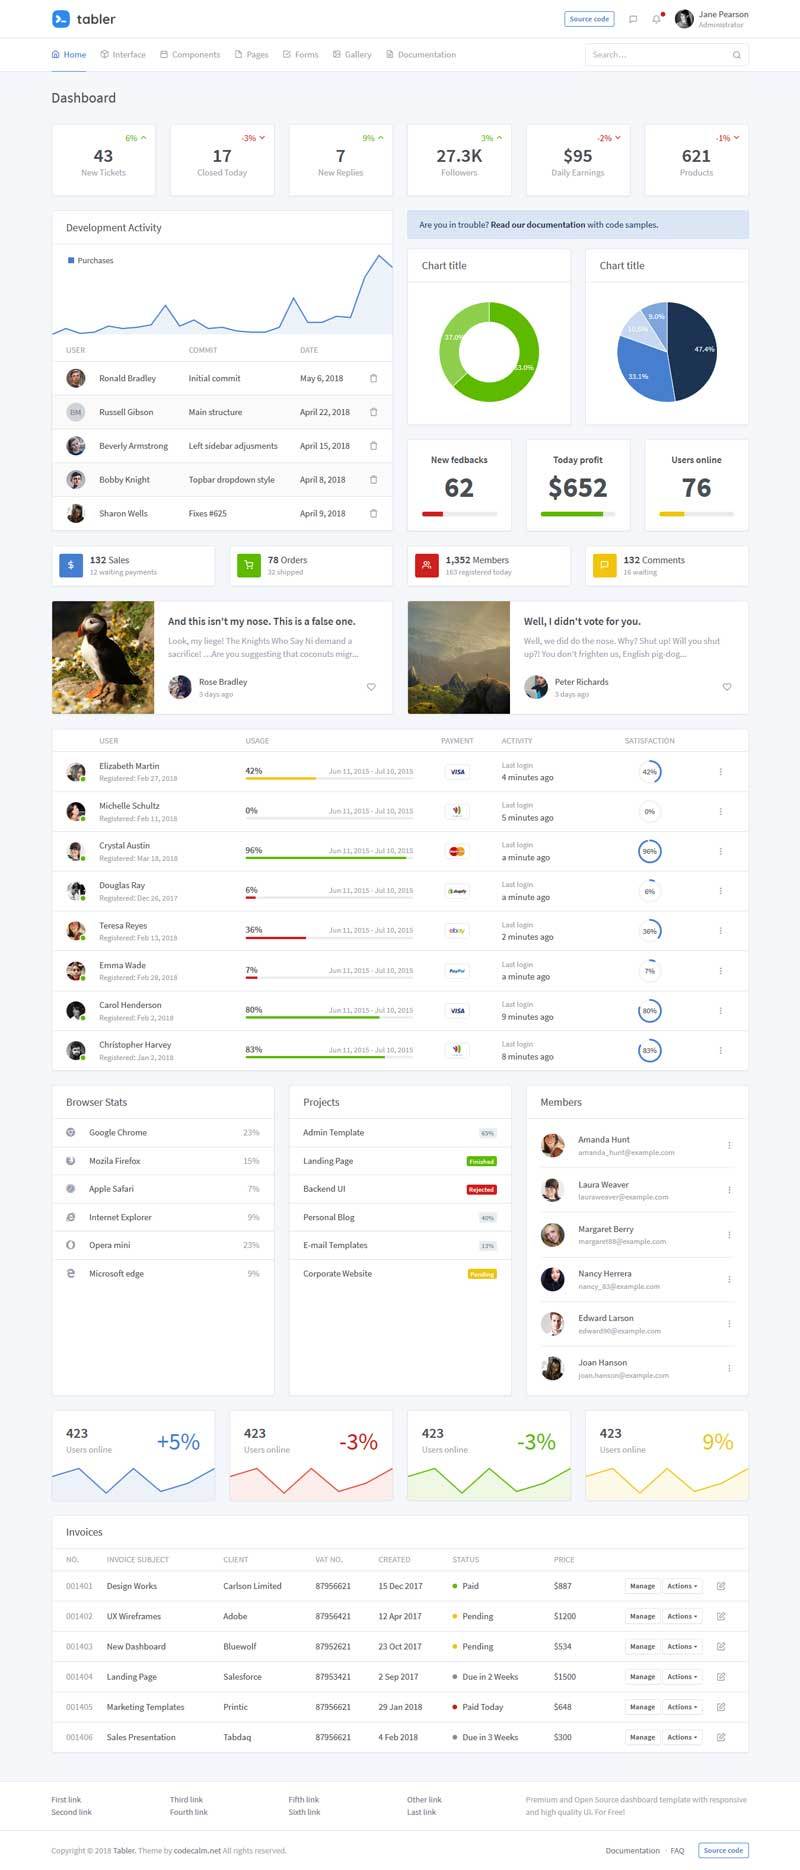 tabler
Source code
Jane Pearson
Administrator
Home Interface Components Pages Forms Gallery Documentation
Search...
Dashboard
6%
43
New Tickets
-3%
17
Closed Today
9%
7
New Replies
3%
27.3K
Followers
-2%
$95
Daily Earnings
-1%
621
Products
Development Activity
Purchases
USER COMMIT DATE
Ronald Bradley Initial commit May 6, 2018
BM Russell Gibson Main structure April 22, 2018
Beverly Armstrong Left sidebar adjusments April 15, 2018
Bobby Knight Topbar dropdown style April 8, 2018
Sharon Wells Fixes #625 April 9, 2018
Are you in trouble? Read our documentation with code samples.
Chart title
37.0%
63.0%
Chart title
9.0%
47.4%
33.1%
New fedbacks
62
Today profit
$652
Users online
76
132 Sales
12 waiting payments
78 Orders
32 shipped
1,352 Members
163 registered today
132 Comments
16 waiting
And this isn't my nose. This is a false one.
Look, my liege! The Knights Who Say Ni demand a
sacrifice! ...Are you suggesting that coconuts migr...
Rose Bradley
3 days ago
Well, I didn't vote for you.
Well, we did do the nose. Why? Shut up! Will you shut
up?! You don't frighten us, English pig-dog...
Peter Richards
3 days ago
USER USAGE PAYMENT ACTIVITY SATISFACTION
Elizabeth Martin
Registered: Feb 27, 2018
42% Jun 11, 2015 - Jul 10, 2015
VISA
Last login
4 minutes ago
42%
Michelle Schultz
Registered: Feb 11, 2018
0% Jun 11, 2015 - Jul 10, 2015
Last login
5 minutes ago
0%
Crystal Austin
Registered: Mar 18, 2018
96% Jun 11, 2015 - Jul 10, 2015
Last login
a minute ago
96%
Douglas Ray
Registered: Dec 26, 2017
6% Jun 11, 2015 - Jul 10, 2015
shopify
Last login
a minute ago
6%
Teresa Reyes
Registered: Feb 13, 2018
36% Jun 11, 2015 - Jul 10, 2015
ebay
Last login
2 minutes ago
36%
Emma Wade
Registered: Feb 28, 2018
7% Jun 11, 2015 - Jul 10, 2015
PayPal
Last login
a minute ago
7%
Carol Henderson
Registered: Feb 2, 2018
80% Jun 11, 2015 - Jul 10, 2015
VISA
Last login
9 minutes ago
80%
Christopher Harvey
Registered: Jan 2, 2018
83% Jun 11, 2015 - Jul 10, 2015
Last login
8 minutes ago
83%
Browser Stats
Google Chrome 23%
Mozila Firefox 15%
Apple Safari 7%
Internet Explorer 9%
Opera mini 23%
Microsoft edge 9%
Projects
Admin Template 65%
Landing Page Finished
Backend UI Rejected
Personal Blog 40%
E-mail Templates 13%
Corporate Website Pending
Members
Amanda Hunt
amanda_hunt@example.com
Laura Weaver
lauraweaver@example.com
Margaret Berry
margaret88@example.com
Nancy Herrera
nancy_83@example.com
Edward Larson
edward90@example.com
Joan Hanson
joan.hanson@example.com
423
Users online
+5%
423
Users online
-3%
423
Users online
-3%
423
Users online
9%
Invoices
NO. INVOICE SUBJECT CLIENT VAT NO. CREATED STATUS PRICE
001401 Design Works Carlson Limited 87956621 15 Dec 2017 Paid $887 Manage Actions
001402 UX Wireframes Adobe 87956421 12 Apr 2017 Pending $1200 Manage Actions
001403 New Dashboard Bluewolf 87952621 23 Oct 2017 Pending $534 Manage Actions
001404 Landing Page Salesforce 87953421 2 Sep 2017 Due in 2 Weeks $1500 Manage Actions
001405 Marketing Templates Printic 87956621 29 Jan 2018 Paid Today $648 Manage Actions
001406 Sales Presentation Tabdaq 87956621 4 Feb 2018 Due in 3 Weeks $300 Manage Actions
First link Third link Fifth link Other link Premium and Open Source dashboard template with responsive
Second link Fourth link Sixth link Last link and high quality UI. For Free!
Copyright © 2018 Tabler. Theme by codecalm.net All rights reserved.
Documentation · FAQ Source code